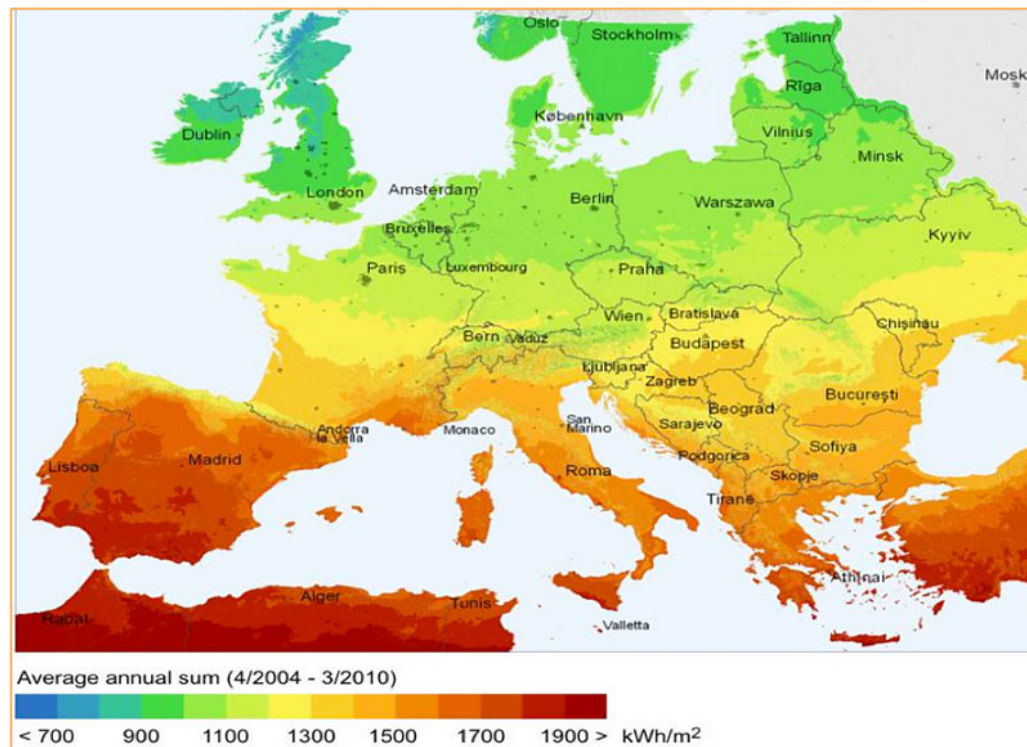 Oslo
Stockholm
Tallinn
Mosk
Rīga
Dublin
København
Vilnius
Minsk
London
Amsterdam
Berlin
Warszawa
Bruxelles
Kyyiv
Paris
Luxembourg
Praha
Wien
Bratislava
Chişinau
Bern
Vaduz
Budapest
Ljubljana
Zagreb
Bucureşti
Beograd
Andorra
la Vella
Monaco
San
Marino
Sarajevo
Sofiya
Podgorica
Lisboa
Madrid
Roma
Skopje
Tiranë
Athinai
Rabat
Alger
Tunis
Valletta
Average annual sum (4/2004 - 3/2010)
< 700 900 1100 1300 1500 1700 1900 > kWh/m²